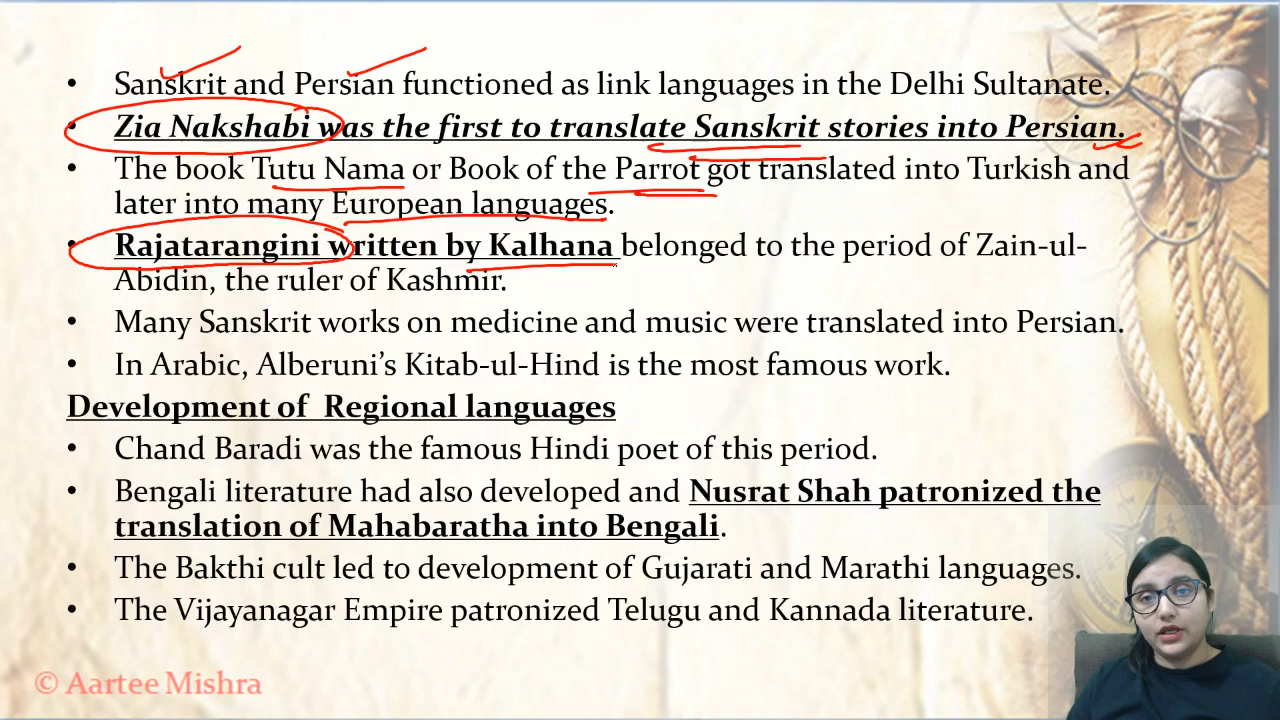 • Sanskrit and Persian functioned as link languages in the Delhi Sultanate.
• Zia Nakshabi was the first to translate Sanskrit stories into Persian.
• The book Tutu Nama or Book of the Parrot got translated into Turkish and
later into many European languages.
• Rajatarangini written by Kalhana belonged to the period of Zain-ul-
Abidin, the ruler of Kashmir.
• Many Sanskrit works on medicine and music were translated into Persian.
• In Arabic, Alberuni’s Kitab-ul-Hind is the most famous work.
Development of Regional languages
• Chand Baradi was the famous Hindi poet of this period.
• Bengali literature had also developed and Nusrat Shah patronized the
translation of Mahabaratha into Bengali.
• The Bakthi cult led to development of Gujarati and Marathi languages.
• The Vijayanagar Empire patronized Telugu and Kannada literature.
© Aartee Mishra